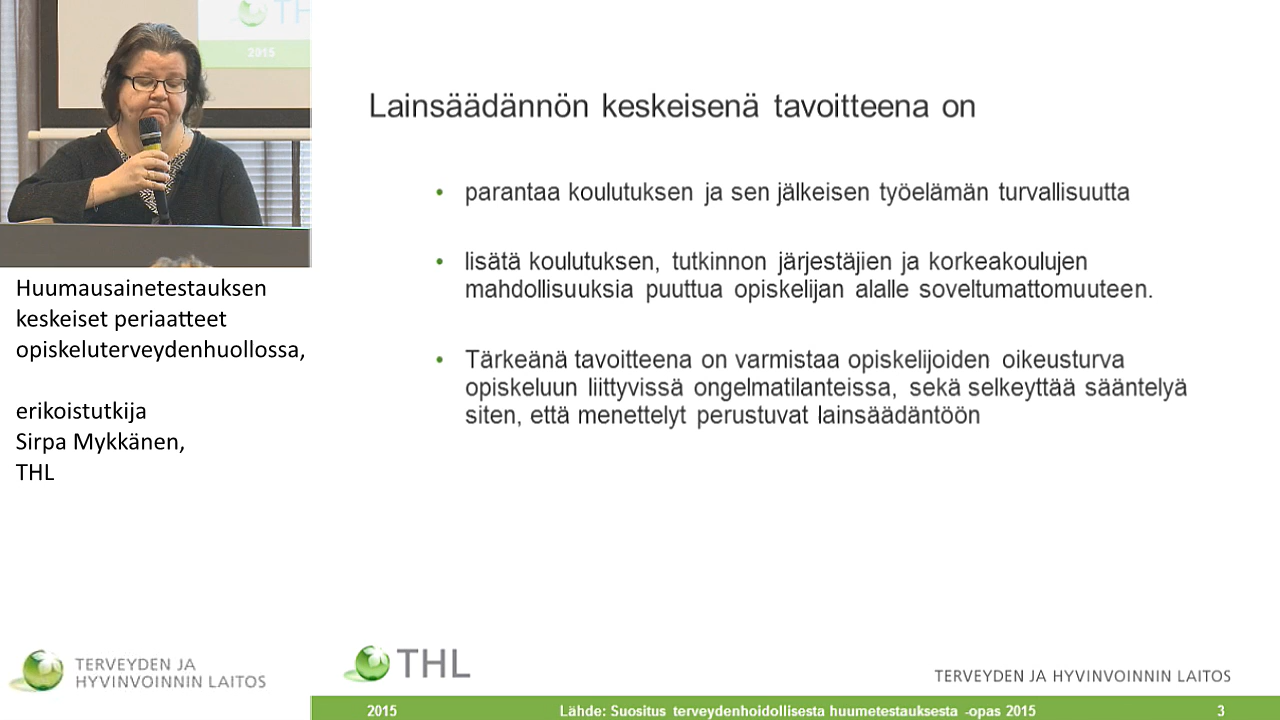 TH
2015
Huumausainetestauksen
keskeiset periaatteet
opiskeluterveydenhuollossa,
erikoistutkija
Sirpa Mykkänen,
THL
TERVEYDEN JA
HYVINVOINNIN LAITOS
Lainsäädännön keskeisenä tavoitteena on
• parantaa koulutuksen ja sen jälkeisen työelämän turvallisuutta
• lisätä koulutuksen, tutkinnon järjestäjien ja korkeakoulujen
mahdollisuuksia puuttua opiskelijan alalle soveltumattomuuteen.
• Tärkeänä tavoitteena on varmistaa opiskelijoiden oikeusturva
opiskeluun liittyvissä ongelmatilanteissa, sekä selkeyttää sääntelyä
siten, että menettelyt perustuvat lainsäädäntöön
THL
TERVEYDEN JA HYVINVOINNIN LAITOS
2015 Lähde: Suositus terveydenhoidollisesta huumetestauksesta -opas 2015 3